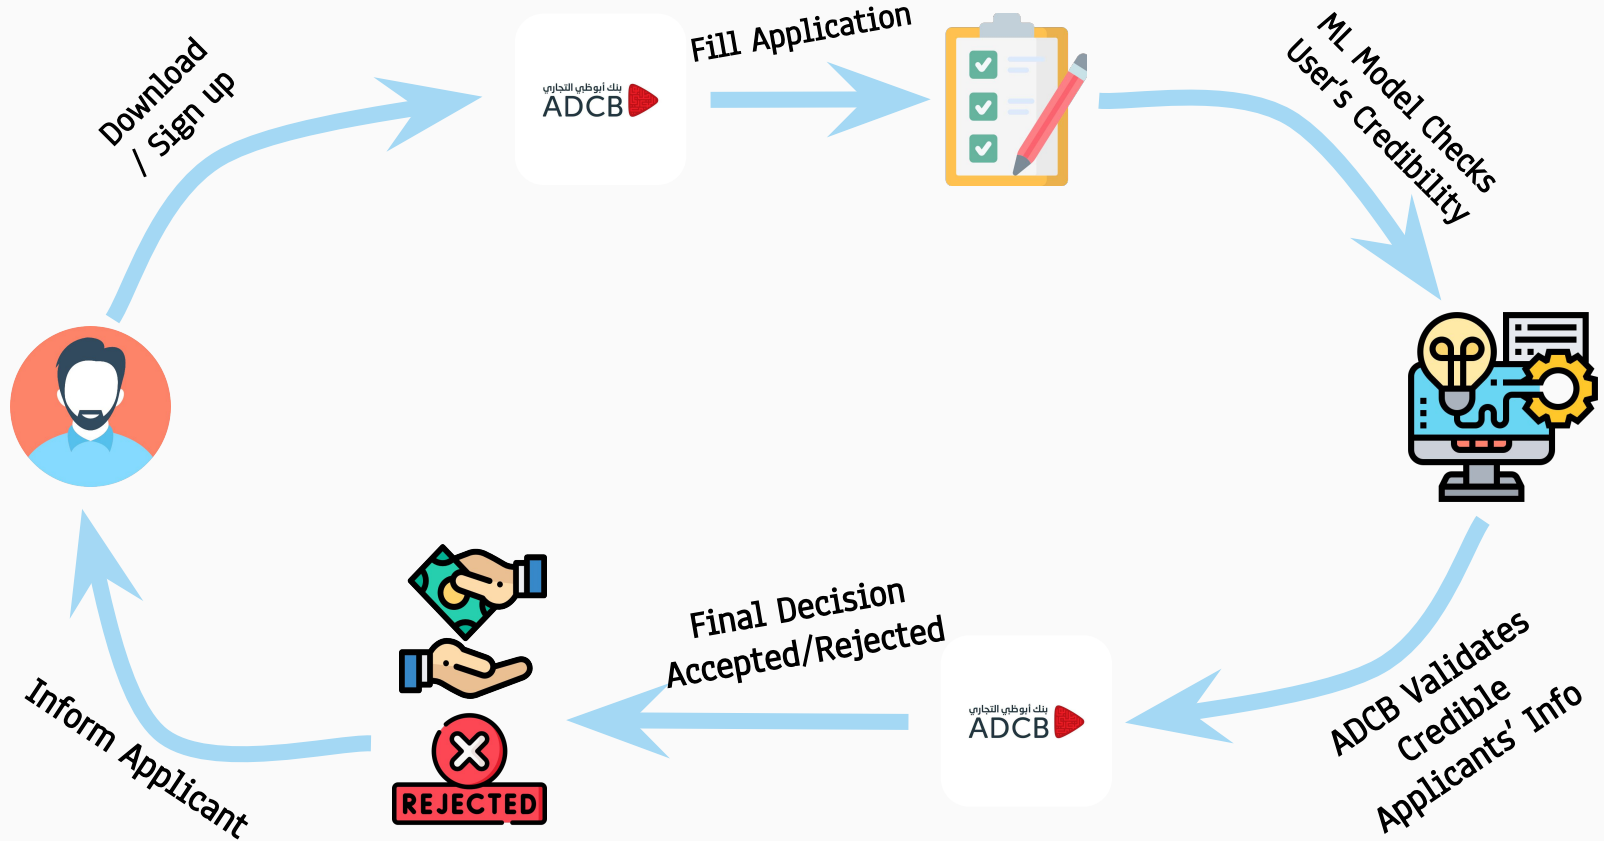 Download
/ Sign up
بنك أبوظبي التجاري
ADCB
Fill Application
ML Model Checks
User's Credibility
ADCB Validates
Credible
Applicants' Info
بنك أبوظبي التجاري
ADCB
Final Decision
Accepted/Rejected
REJECTED
Inform Applicant